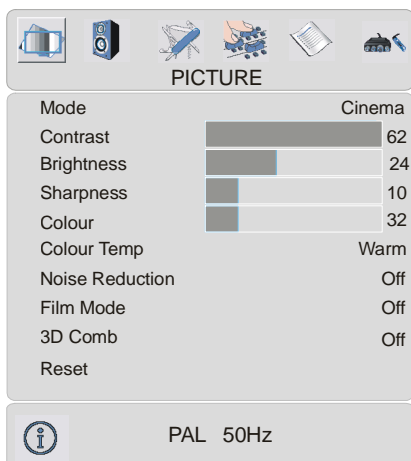 PICTURE
Mode Cinema
Contrast 62
Brightness 24
Sharpness 10
Colour 32
Colour Temp Warm
Noise Reduction Off
Film Mode Off
3D Comb Off
Reset
PAL 50Hz